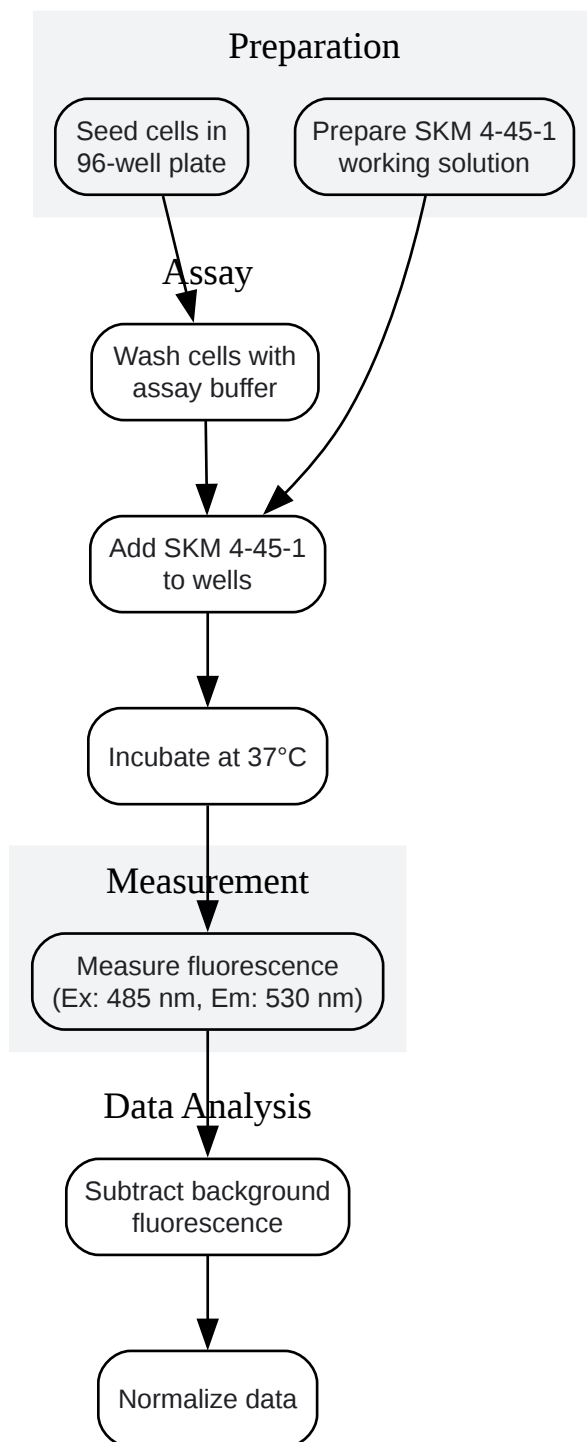 Preparation
Seed cells in
96-well plate
Prepare SKM 4-45-1
working solution
Assay
Wash cells with
assay buffer
Add SKM 4-45-1
to wells
Incubate at 37°C
Measurement
Measure fluorescence
(Ex: 485 nm, Em: 530 nm)
Data Analysis
Subtract background
fluorescence
Normalize data